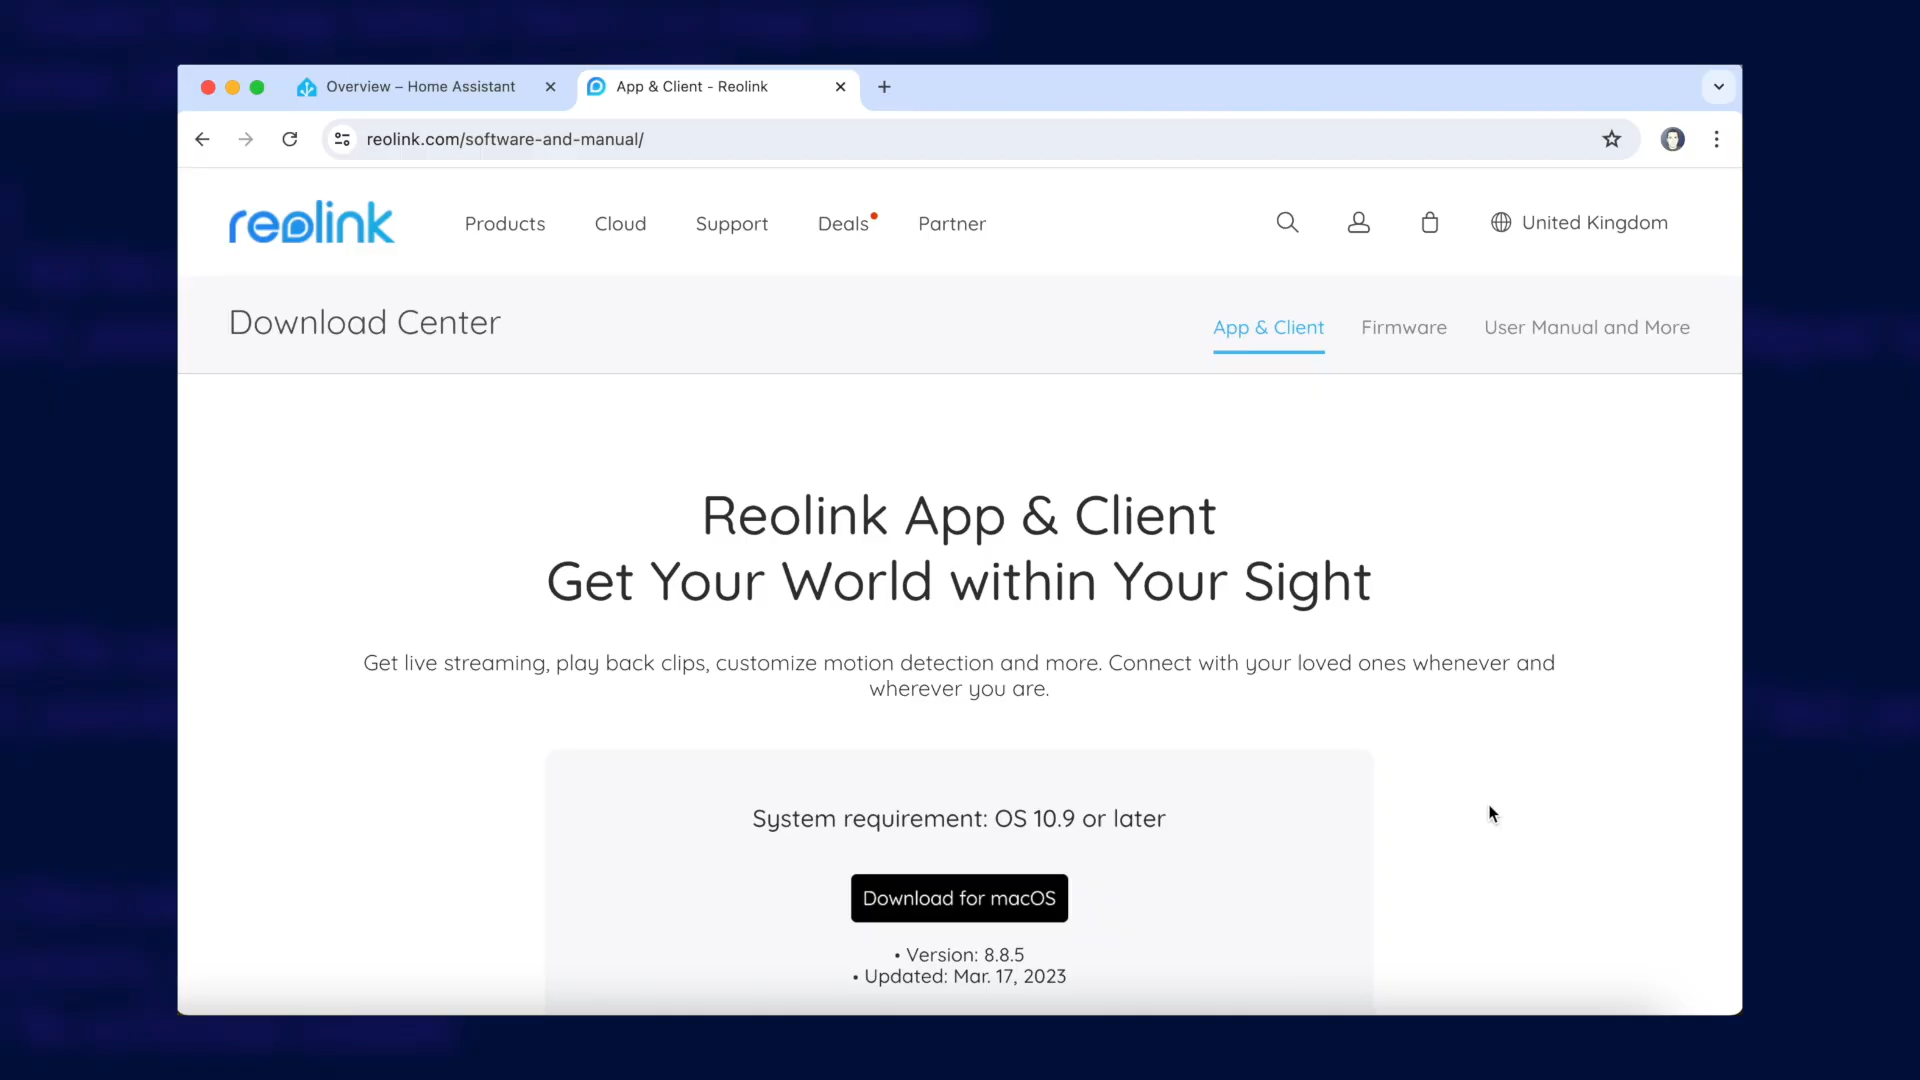 Overview – Home Assistant
App & Client - Reolink
reolink.com/software-and-manual/
reolink
Products
Cloud
Support
Deals
Partner
United Kingdom
Download Center
App & Client
Firmware
User Manual and More
Reolink App & Client
Get Your World within Your Sight
Get live streaming, play back clips, customize motion detection and more. Connect with your loved ones whenever and
wherever you are.
System requirement: OS 10.9 or later
Download for macOS
• Version: 8.8.5
• Updated: Mar. 17, 2023